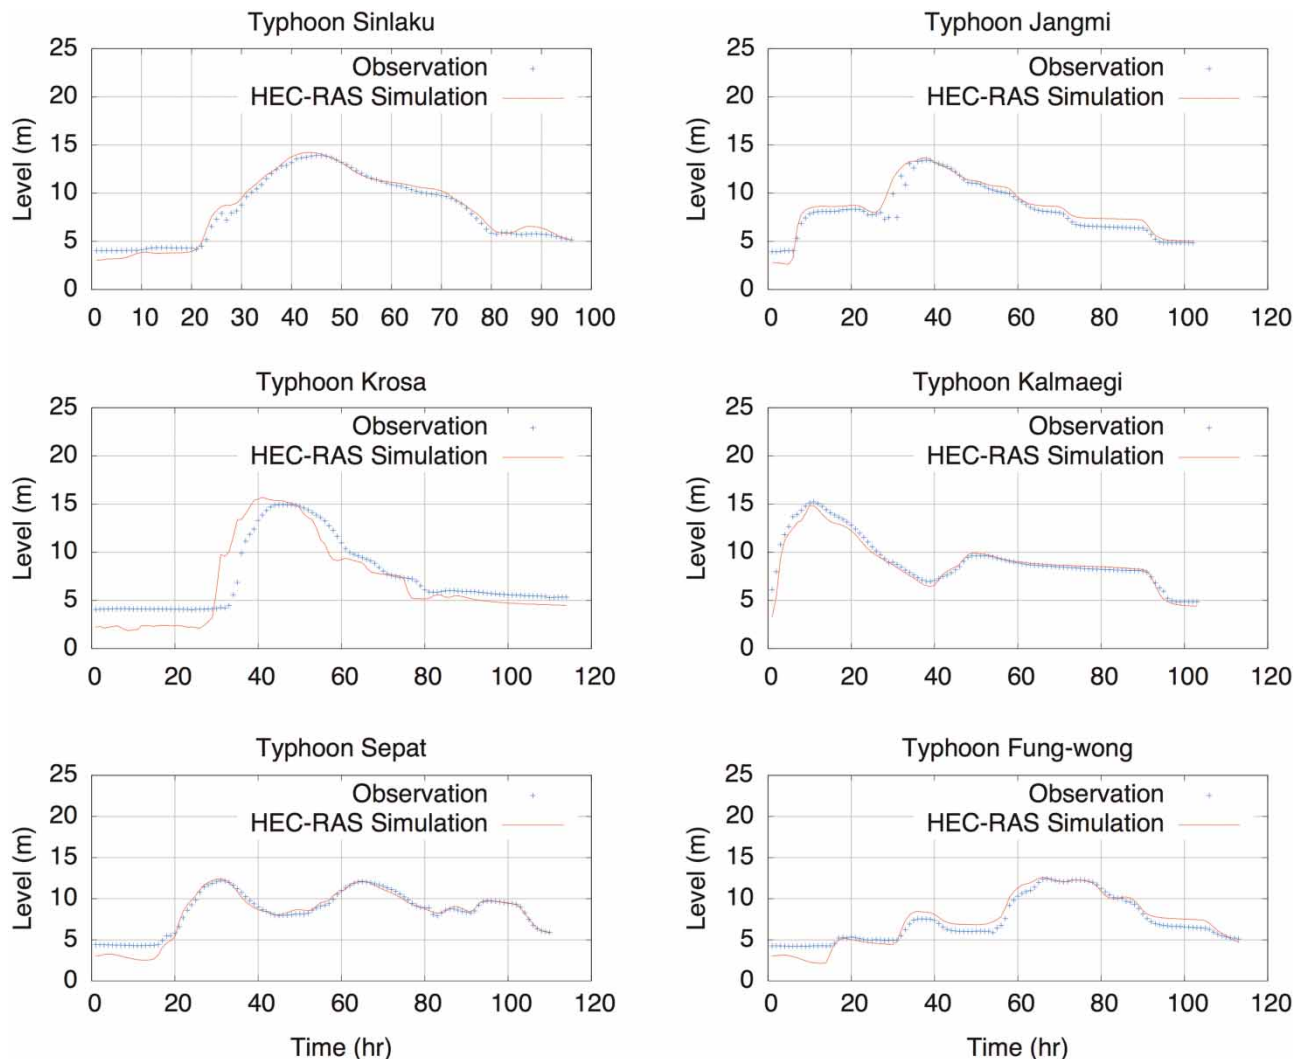 Typhoon Sinlaku
25
20
15
10
5
0
Level (m)
Observation
HEC-RAS Simulation
0 10 20 30 40 50 60 70 80 90 100
Typhoon Jangmi
25
20
15
10
5
0
Level (m)
Observation
HEC-RAS Simulation
0 20 40 60 80 100 120
Typhoon Krosa
25
20
15
10
5
0
Level (m)
Observation
HEC-RAS Simulation
0 20 40 60 80 100 120
Typhoon Kalmaegi
25
20
15
10
5
0
Level (m)
Observation
HEC-RAS Simulation
0 20 40 60 80 100 120
Typhoon Sepat
25
20
15
10
5
0
Level (m)
Observation
HEC-RAS Simulation
0 20 40 60 80 100 120
Time (hr)
Typhoon Fung-wong
25
20
15
10
5
0
Level (m)
Observation
HEC-RAS Simulation
0 20 40 60 80 100 120
Time (hr)